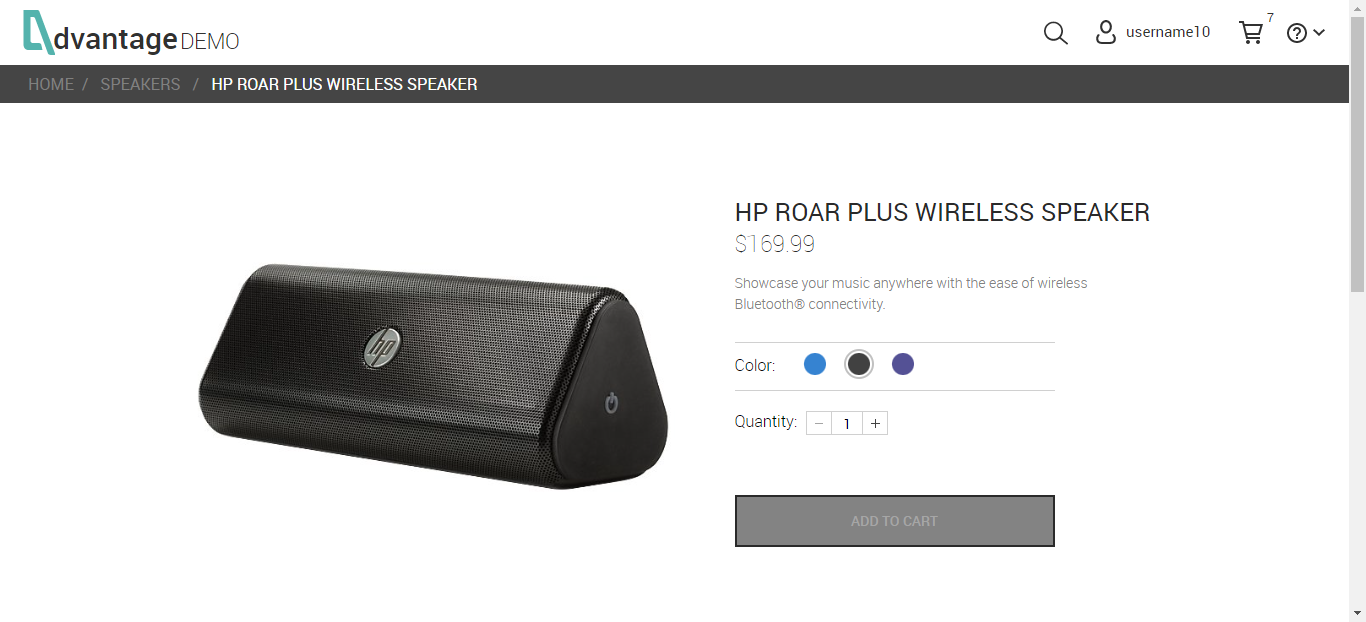 dvantage DEMO
username10
7
?
HOME / SPEAKERS / HP ROAR PLUS WIRELESS SPEAKER
HP ROAR PLUS WIRELESS SPEAKER
$169.99
Showcase your music anywhere with the ease of wireless
Bluetooth® connectivity.
hp
Color:
Quantity: − 1 +
ADD TO CART